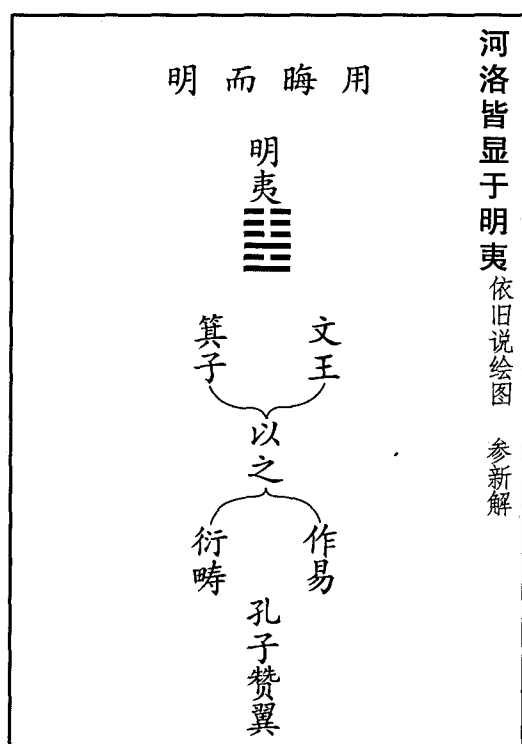 河洛皆显于明夷
依旧说绘图 参新解
明而晦用
明夷
文王
箕子
以之
作易
衍畴
孔子赞翼